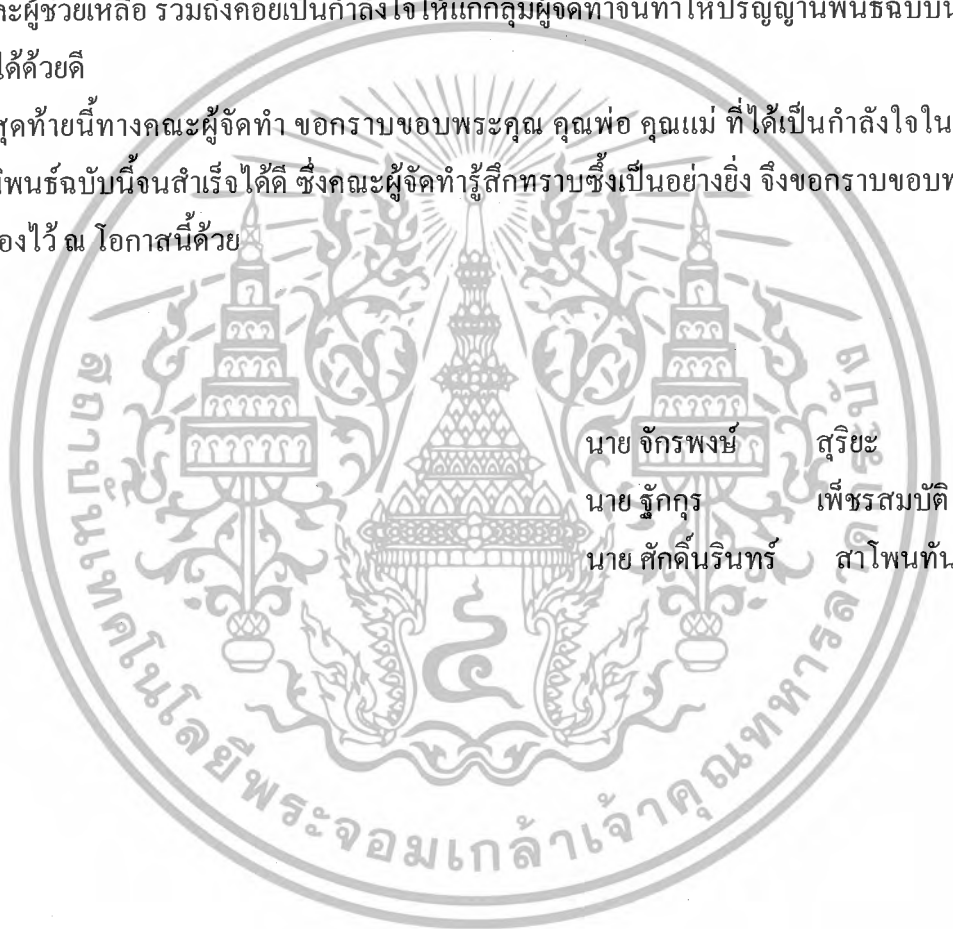 ละผู้ช่วยเหลือ รวมถึงคอยเป็นกำลังใจให้แก่กลุ่มผู้จัดทำจนทำให้ปริญญานิพนธ์ฉบับนี้
ได้ด้วยดี
สุดท้ายนี้ทางคณะผู้จัดทำ ขอกราบขอบพระคุณ คุณพ่อ คุณแม่ ที่ได้เป็นกำลังใจใน
นิพนธ์ฉบับนี้จนสำเร็จได้ดี ซึ่งคณะผู้จัดทำรู้สึกทราบซึ้งเป็นอย่างยิ่ง จึงขอกราบขอบ
องไว้ ณ โอกาสนี้ด้วย
นาย จักรพงษ์ สุริยะ
นาย ฐักกุร เพ็ชรสมบัติ
นาย ศักดิ์นรินทร์ สาโพนทัน
สถาบันเทคโนโลยีพระจอมเกล้าเจ้าคุณทหารลาดกระบัง
๔